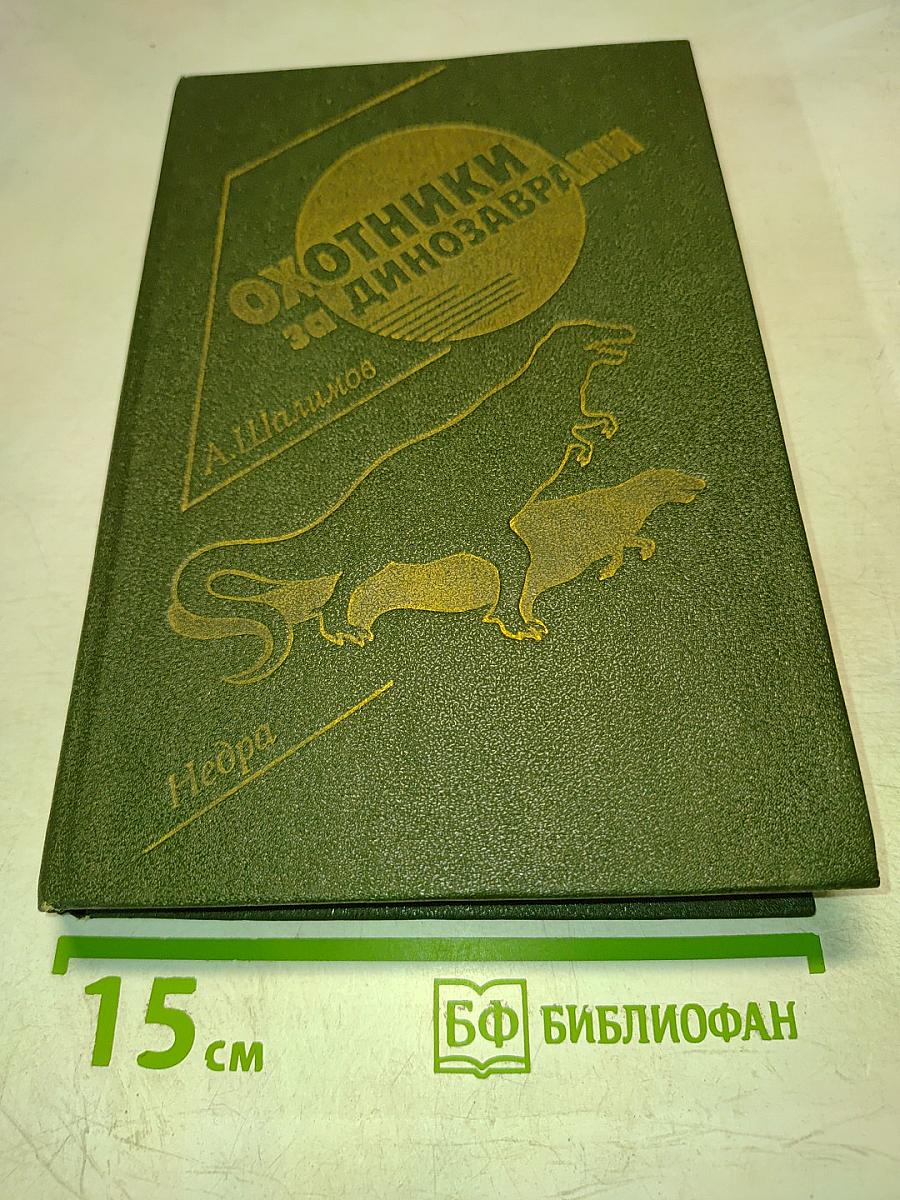 ОХОТНИКИ
за ДИНОЗАВРАМИ
А. Шалимов
Недра
15 см
БФ БИБЛИОФАН